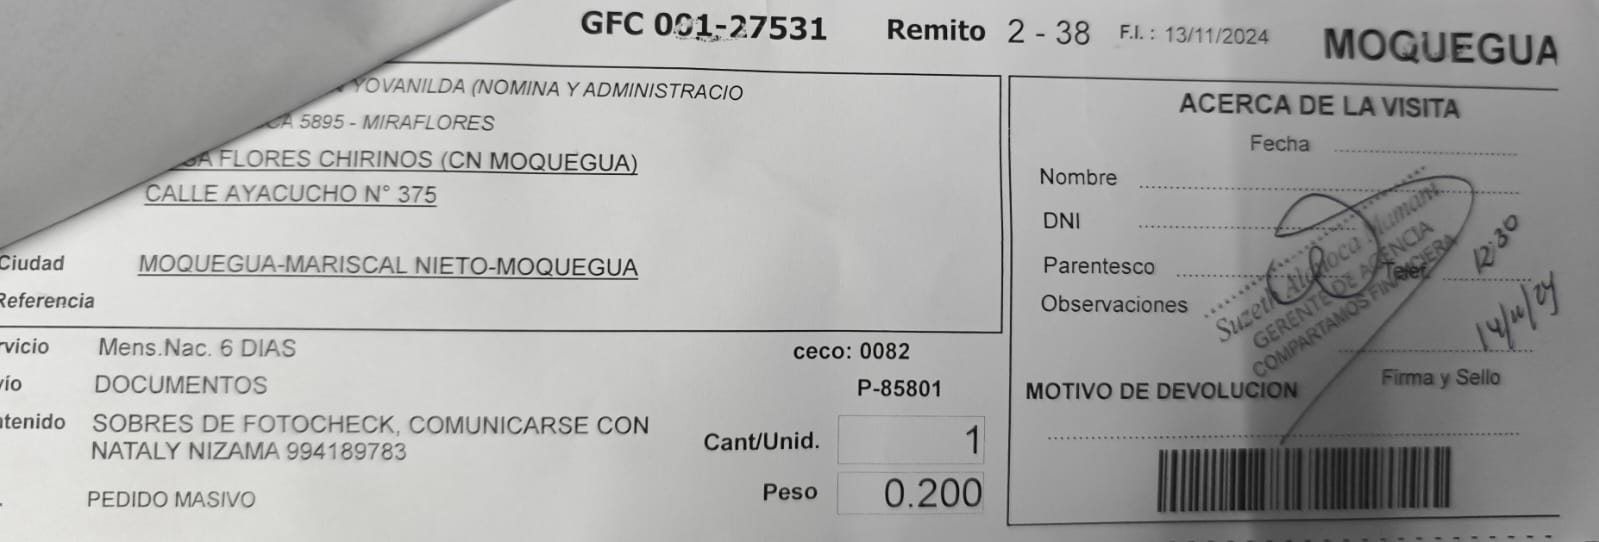 GFC 001-27531 Remito 2 - 38 F.I. : 13/11/2024 MOQUEGUA
YOVANILDA (NOMINA Y ADMINISTRACIO
CA 5895 - MIRAFLORES
FLORES CHIRINOS (CN MOQUEGUA)
CALLE AYACUCHO N° 375
Ciudad MOQUEGUA-MARISCAL NIETO-MOQUEGUA
Referencia
rvicio Mens.Nac. 6 DIAS ceco: 0082
ío DOCUMENTOS P-85801
tenido SOBRES DE FOTOCHECK, COMUNICARSE CON
NATALY NIZAMA 994189783
Cant/Unid. 1
PEDIDO MASIVO
Peso 0.200
ACERCA DE LA VISITA
Fecha
Nombre
DNI
Parentesco Telef.
Observaciones
Suzeth Mamani
GERENTE DE AGENCIA
COMPARTAMOS FINANCIERA
12:30
14/11/24
Firma y Sello
MOTIVO DE DEVOLUCION